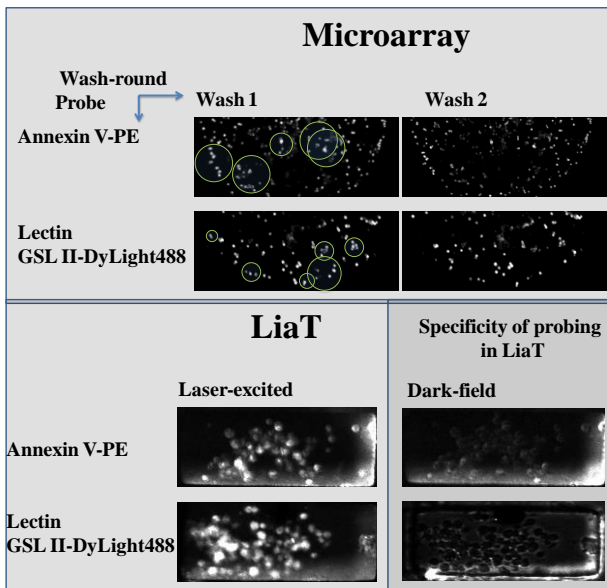 Microarray
Wash-round
Probe
Wash 1
Wash 2
Annexin V-PE
Lectin
GSL II-DyLight488
LiaT
Specificity of probing
in LiaT
Laser-excited
Dark-field
Annexin V-PE
Lectin
GSL II-DyLight488